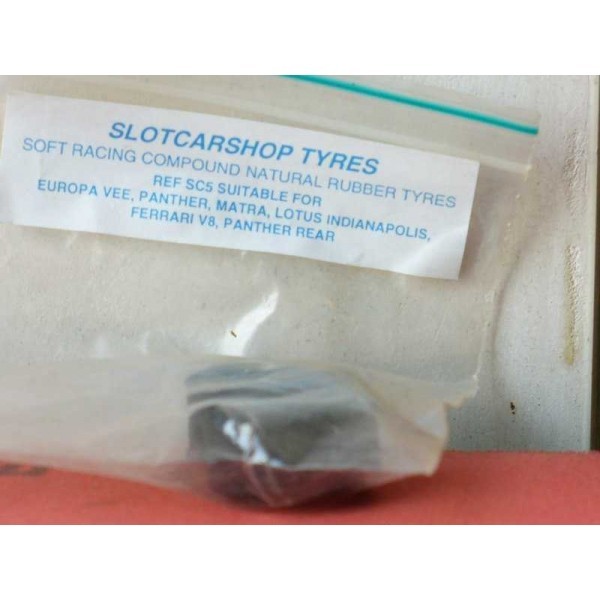 SLOTCARSHOP TYRES
SOFT RACING COMPOUND NATURAL RUBBER TYRES
REF SC5 SUITABLE FOR
EUROPA VEE, PANTHER, MATRA, LOTUS INDIANAPOLIS,
FERRARI V8, PANTHER REAR